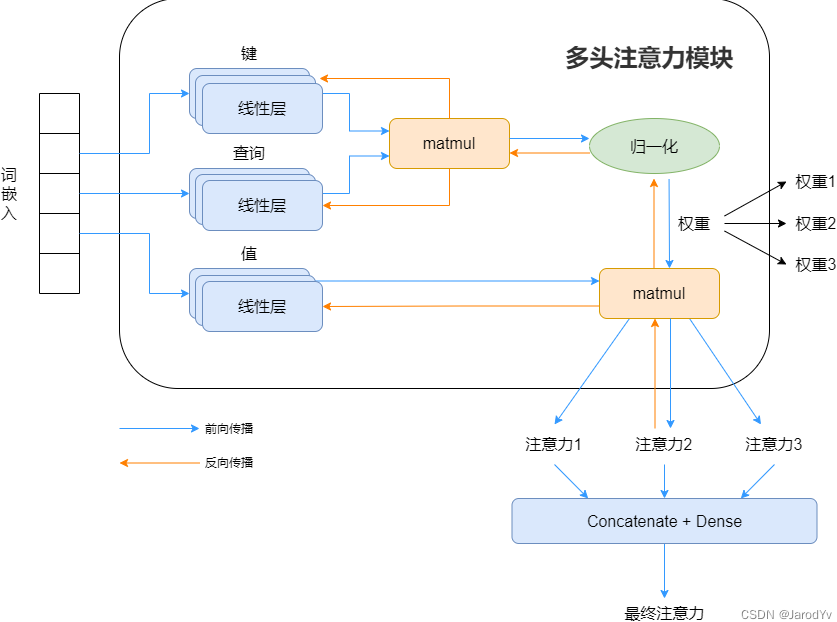 多头注意力模块
键
线性层
查询
线性层
值
线性层
词嵌入
matmul
归一化
权重
权重1
权重2
权重3
matmul
前向传播
反向传播
注意力1
注意力2
注意力3
Concatenate + Dense
最终注意力
CSDN @JarodYv